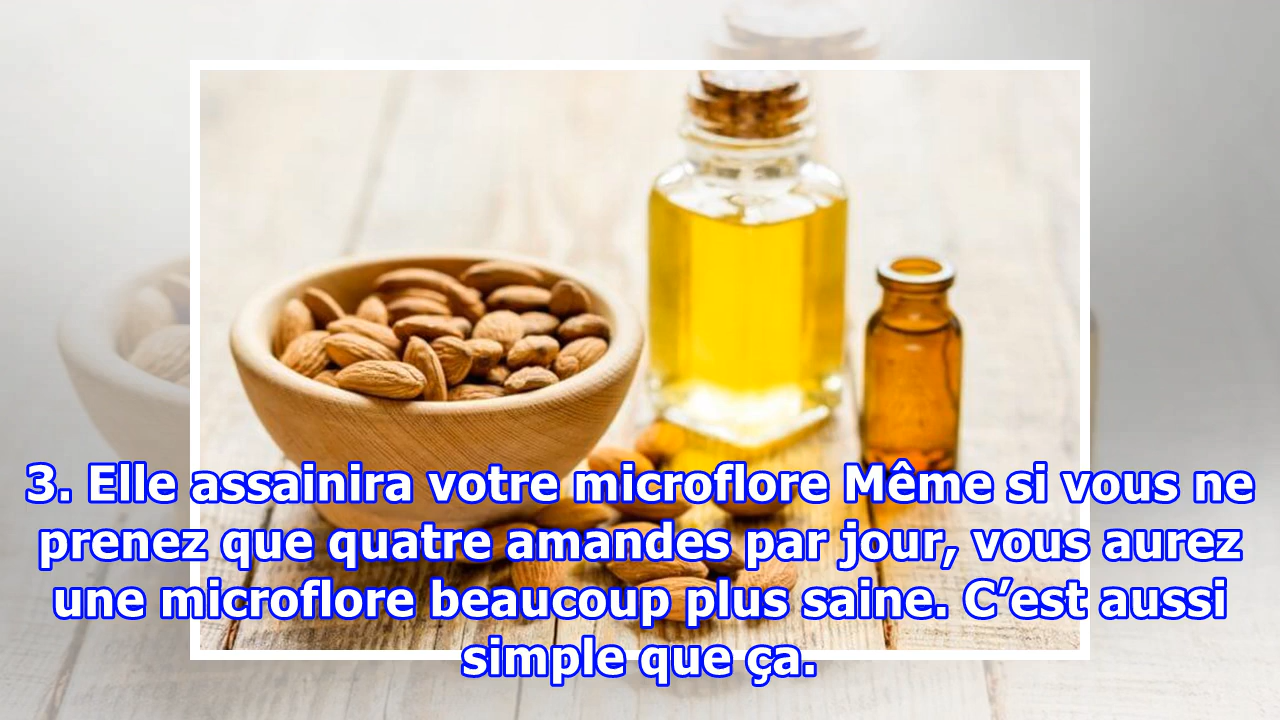 3. Elle assainira votre microflore Même si vous ne
prenez que quatre amandes par jour, vous aurez
une microflore beaucoup plus saine. C’est aussi
simple que ça.